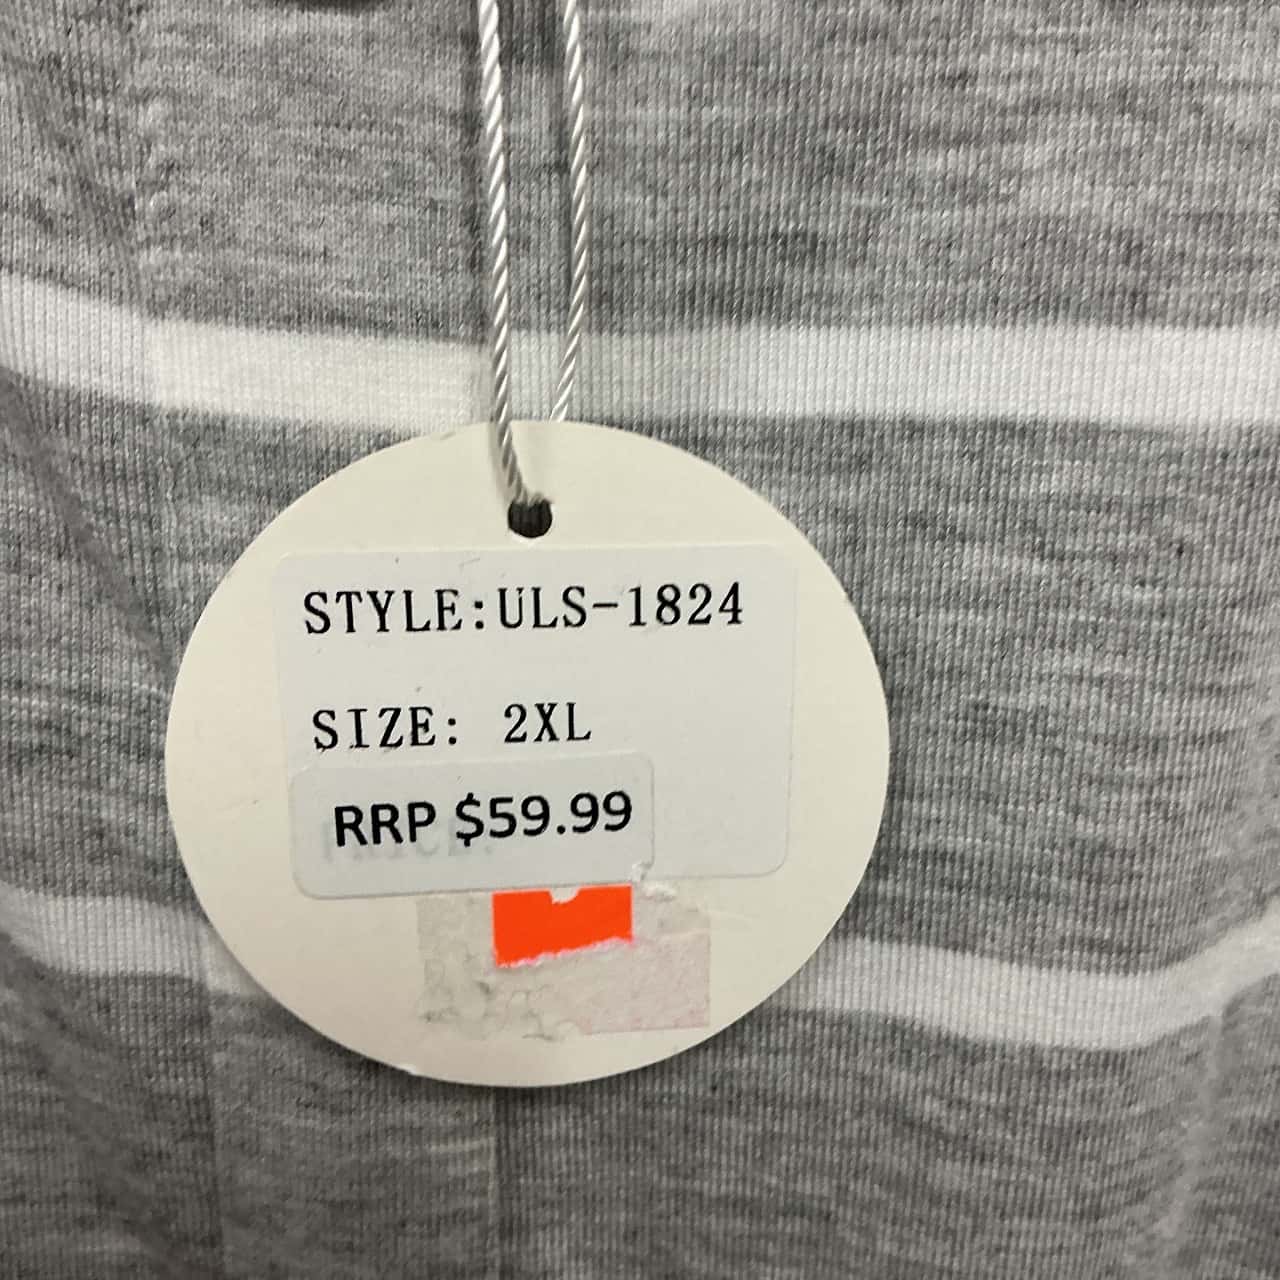 STYLE:ULS-1824
SIZE: 2XL
RRP $59.99